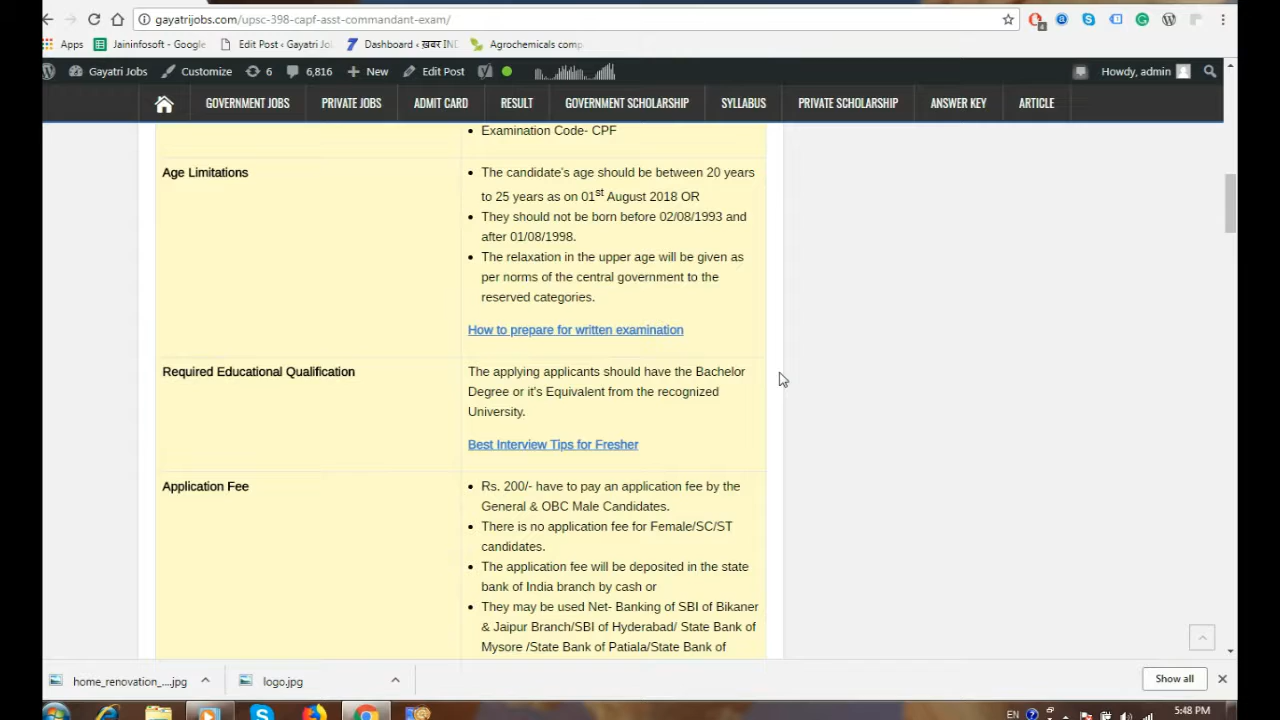 gayatrijobs.com/upsc-398-capf-asst-commandant-exam/
4
Apps Jaininfosoft - Google Edit Post ‹ Gayatri Jo Dashboard ‹ ख़बर IND Agrochemicals comp
Gayatri Jobs Customize 6 6,816 New Edit Post Howdy, admin
GOVERNMENT JOBS PRIVATE JOBS ADMIT CARD RESULT GOVERNMENT SCHOLARSHIP SYLLABUS PRIVATE SCHOLARSHIP ANSWER KEY ARTICLE
• Examination Code- CPF
Age Limitations
• The candidate's age should be between 20 years
to 25 years as on 01st August 2018 OR
• They should not be born before 02/08/1993 and
after 01/08/1998.
• The relaxation in the upper age will be given as
per norms of the central government to the
reserved categories.
How to prepare for written examination
Required Educational Qualification
The applying applicants should have the Bachelor
Degree or it's Equivalent from the recognized
University.
Best Interview Tips for Fresher
Application Fee
• Rs. 200/- have to pay an application fee by the
General & OBC Male Candidates.
• There is no application fee for Female/SC/ST
candidates.
• The application fee will be deposited in the state
bank of India branch by cash or
• They may be used Net- Banking of SBI of Bikaner
& Jaipur Branch/SBI of Hyderabad/ State Bank of
Mysore /State Bank of Patiala/State Bank of
home_renovation_....jpg logo.jpg Show all
EN 5:48 PM